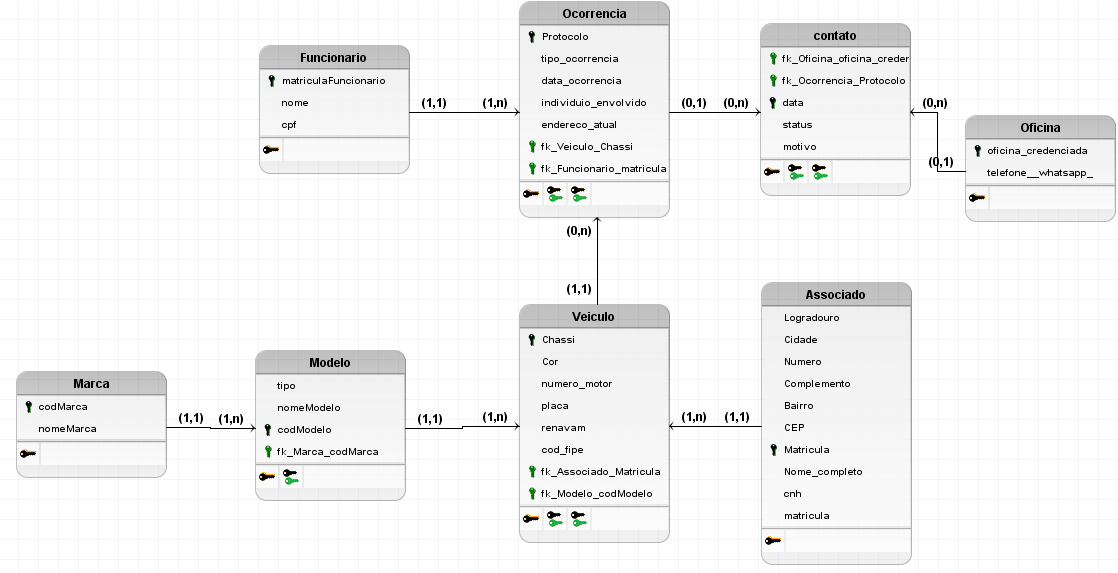 Ocorrencia
Protocolo
tipo_ocorrencia
data_ocorrencia
individuio_envolvido
endereco_atual
fk_Veiculo_Chassi
fk_Funcionario_matricula
contato
fk_Oficina_oficina_creder
fk_Ocorrencia_Protocolo
data
status
motivo
Funcionario
matriculaFuncionario
nome
cpf
(1,1)
(1,n)
(0,1)
(0,n)
(0,n)
(0,1)
Oficina
oficina_credenciada
telefone__whatsapp_
(0,n)
(1,1)
Associado
Logradouro
Cidade
Numero
Complemento
Bairro
CEP
Matricula
Nome_completo
cnh
matricula
Veiculo
Chassi
Cor
numero_motor
placa
renavam
cod_fipe
fk_Associado_Matricula
fk_Modelo_codModelo
Modelo
tipo
nomeModelo
codModelo
fk_Marca_codMarca
Marca
codMarca
nomeMarca
(1,1)
(1,n)
(1,1)
(1,n)
(1,n)
(1,1)